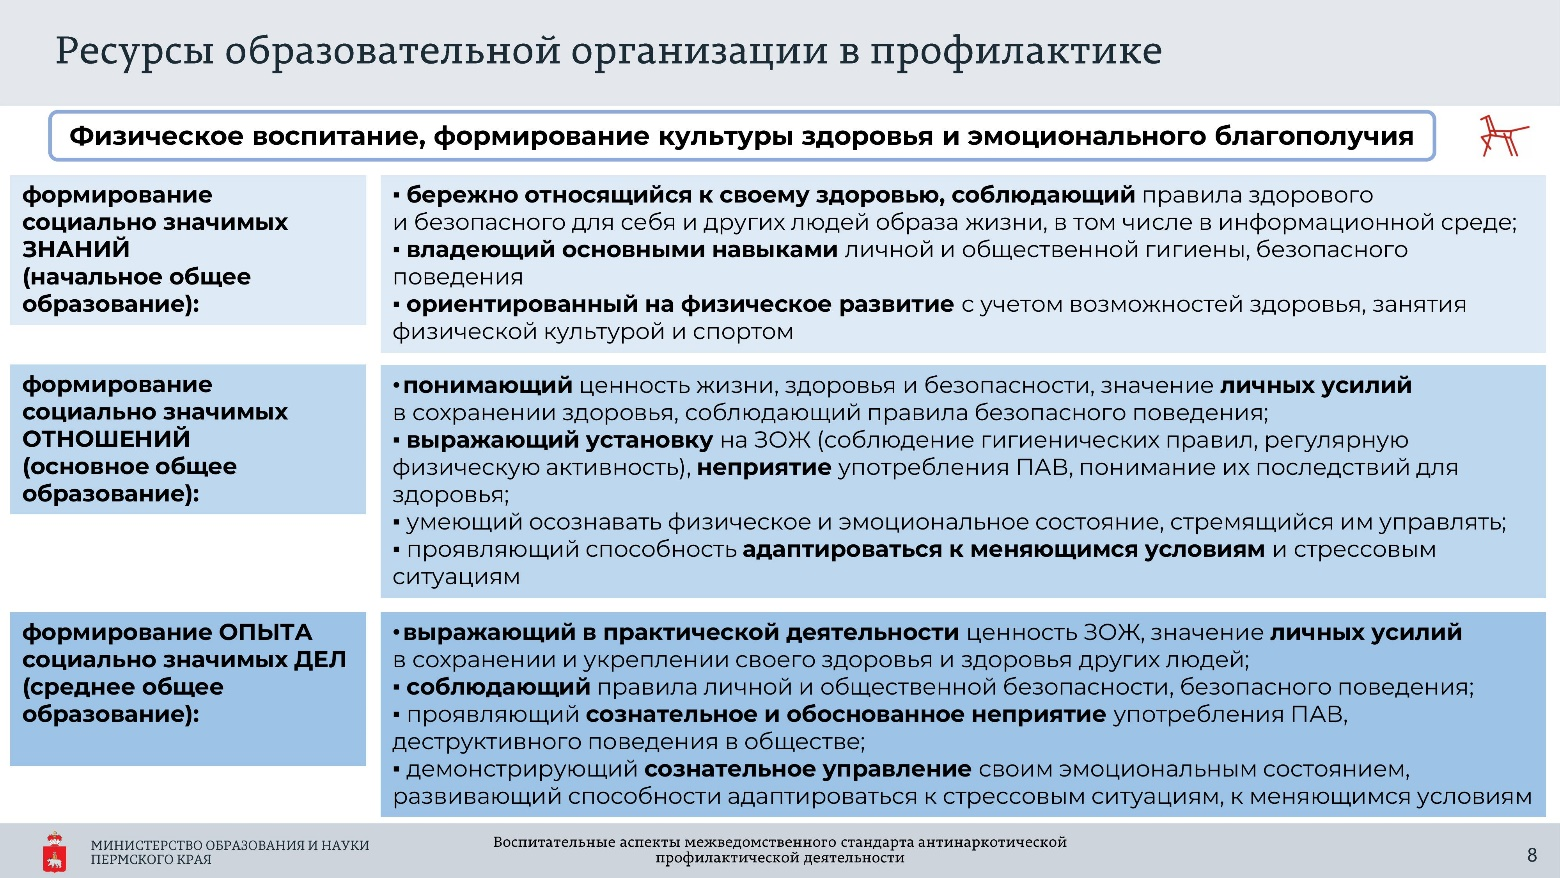 Ресурсы образовательной организации в профилактике
Физическое воспитание, формирование культуры здоровья и эмоционального благополучия
формирование
социально значимых
ЗНАНИЙ
(начальное общее
образование):
▪ бережно относящийся к своему здоровью, соблюдающий правила здорового
и безопасного для себя и других людей образа жизни, в том числе в информационной среде;
▪ владеющий основными навыками личной и общественной гигиены, безопасного
поведения
▪ ориентированный на физическое развитие с учетом возможностей здоровья, занятия
физической культурой и спортом
формирование
социально значимых
ОТНОШЕНИЙ
(основное общее
образование):
•понимающий ценность жизни, здоровья и безопасности, значение личных усилий
в сохранении здоровья, соблюдающий правила безопасного поведения;
▪ выражающий установку на ЗОЖ (соблюдение гигиенических правил, регулярную
физическую активность), неприятие употребления ПАВ, понимание их последствий для
здоровья;
▪ умеющий осознавать физическое и эмоциональное состояние, стремящийся им управлять;
▪ проявляющий способность адаптироваться к меняющимся условиям и стрессовым
ситуациям
формирование ОПЫТА
социально значимых ДЕЛ
(среднее общее
образование):
•выражающий в практической деятельности ценность ЗОЖ, значение личных усилий
в сохранении и укреплении своего здоровья и здоровья других людей;
▪ соблюдающий правила личной и общественной безопасности, безопасного поведения;
▪ проявляющий сознательное и обоснованное неприятие употребления ПАВ,
деструктивного поведения в обществе;
▪ демонстрирующий сознательное управление своим эмоциональным состоянием,
развивающий способности адаптироваться к стрессовым ситуациям, к меняющимся условиям
МИНИСТЕРСТВО ОБРАЗОВАНИЯ И НАУКИ
ПЕРМСКОГО КРАЯ
Воспитательные аспекты межведомственного стандарта антинаркотической
профилактической деятельности
8